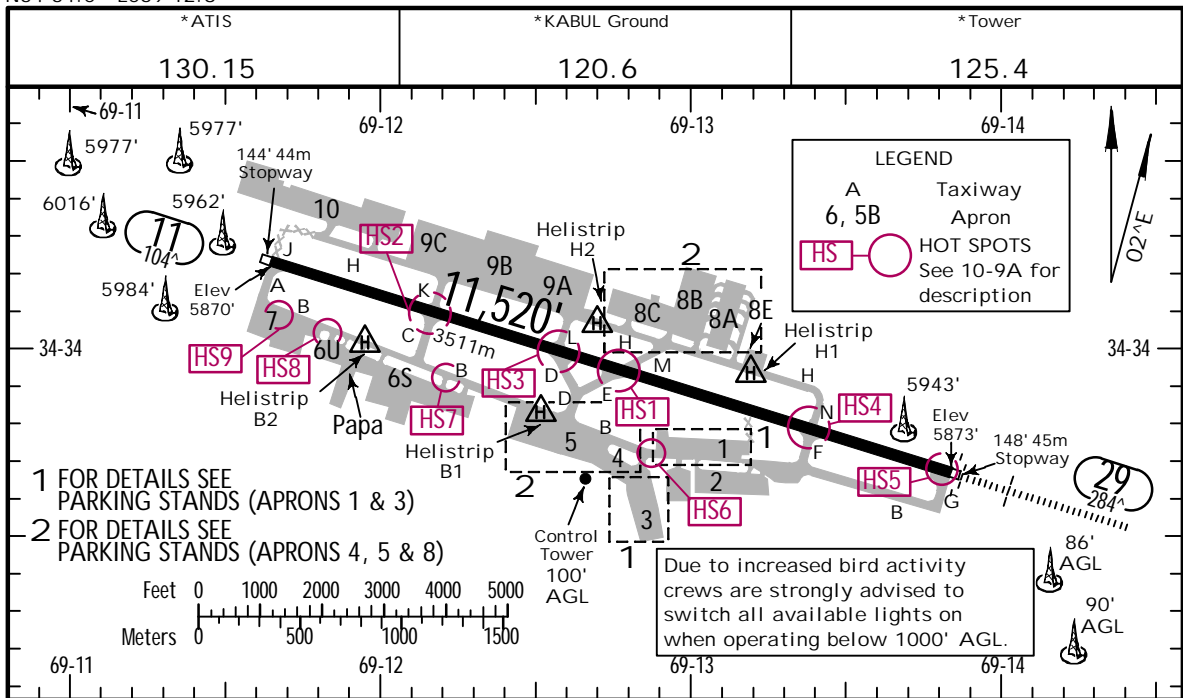 *ATIS
130.15
*KABUL Ground
120.6
*Tower
125.4
69-11
69-12
69-13
69-14
5977'
5977'
144' 44m
Stopway
6016'
5962'
11
104^
5984'
Elev
5870'
J
A
B
H
10
HS2
9C
9B
9A
K
C
11,520'
3511m
Helistrip
H2
H
2
8C
8B
8A
8E
Helistrip
H1
H
LEGEND
A Taxiway
6, 5B Apron
HS
HOT SPOTS
See 10-9A for
description
02^E
34-34
34-34
7
HS9
HS8
6U
H
6S
B
HS7
HS3
L
D
D
E
H
M
HS1
H
N
F
HS4
5943'
Elev
5873'
148' 45m
Stopway
29
284^
G
HS5
B
Helistrip
B2
Papa
Helistrip
B1
H
5
B
4
1
1
2
HS6
3
1
2
Control
Tower
100'
AGL
1 FOR DETAILS SEE
PARKING STANDS (APRONS 1 & 3)
2 FOR DETAILS SEE
PARKING STANDS (APRONS 4, 5 & 8)
Feet 0 1000 2000 3000 4000 5000
Meters 0 500 1000 1500
Due to increased bird activity
crews are strongly advised to
switch all available lights on
when operating below 1000' AGL.
86'
AGL
90'
AGL
69-11
69-12
69-13
69-14